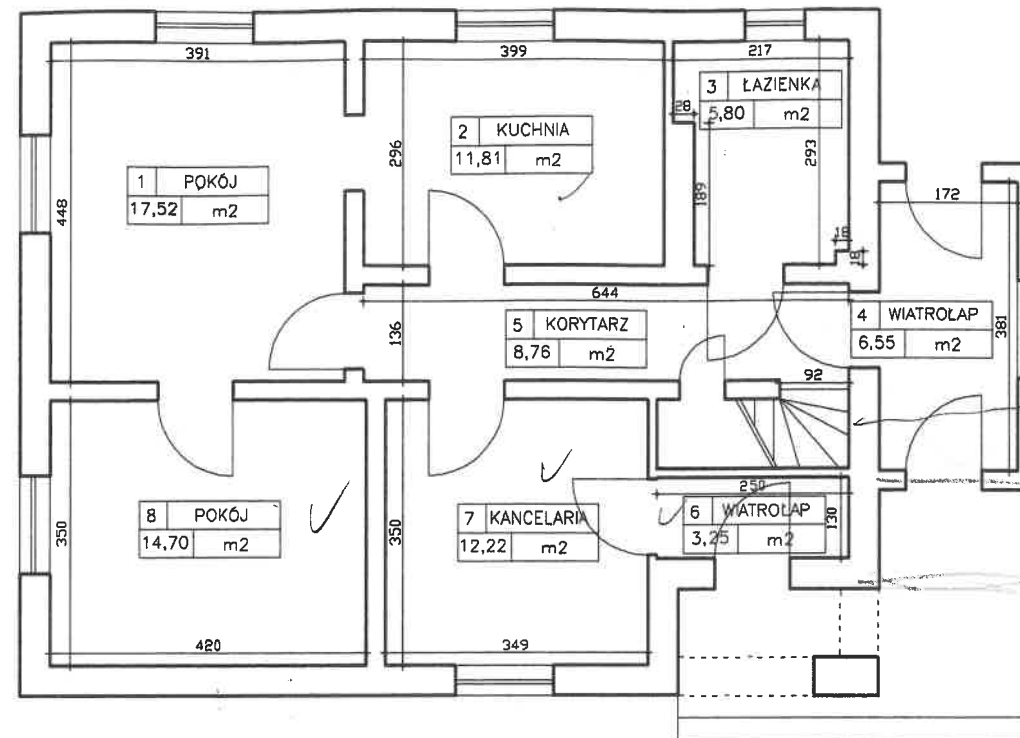 391
399
217
3 ŁAZIENKA
5,80 m2
28
2 KUCHNIA
11,81 m2
296
293
1 POKÓJ
17,52 m2
448
189
172
18
18
644
5 KORYTARZ
8,76 m2
4 WIATROŁAP
6,55 m2
136
381
92
250
8 POKÓJ
14,70 m2
7 KANCELARIA
12,22 m2
6 WIATROŁAP
3,25 m2
350
350
130
420
349